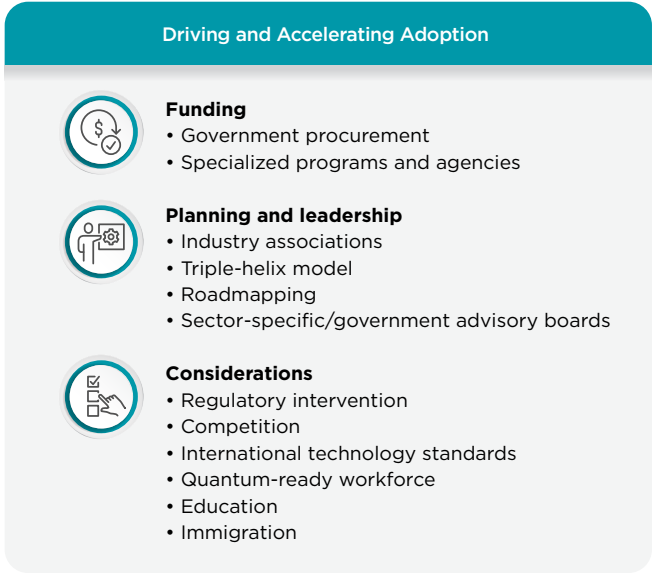 Driving and Accelerating Adoption
$
Funding
• Government procurement
• Specialized programs and agencies
Planning and leadership
• Industry associations
• Triple-helix model
• Roadmapping
• Sector-specific/government advisory boards
Considerations
• Regulatory intervention
• Competition
• International technology standards
• Quantum-ready workforce
• Education
• Immigration